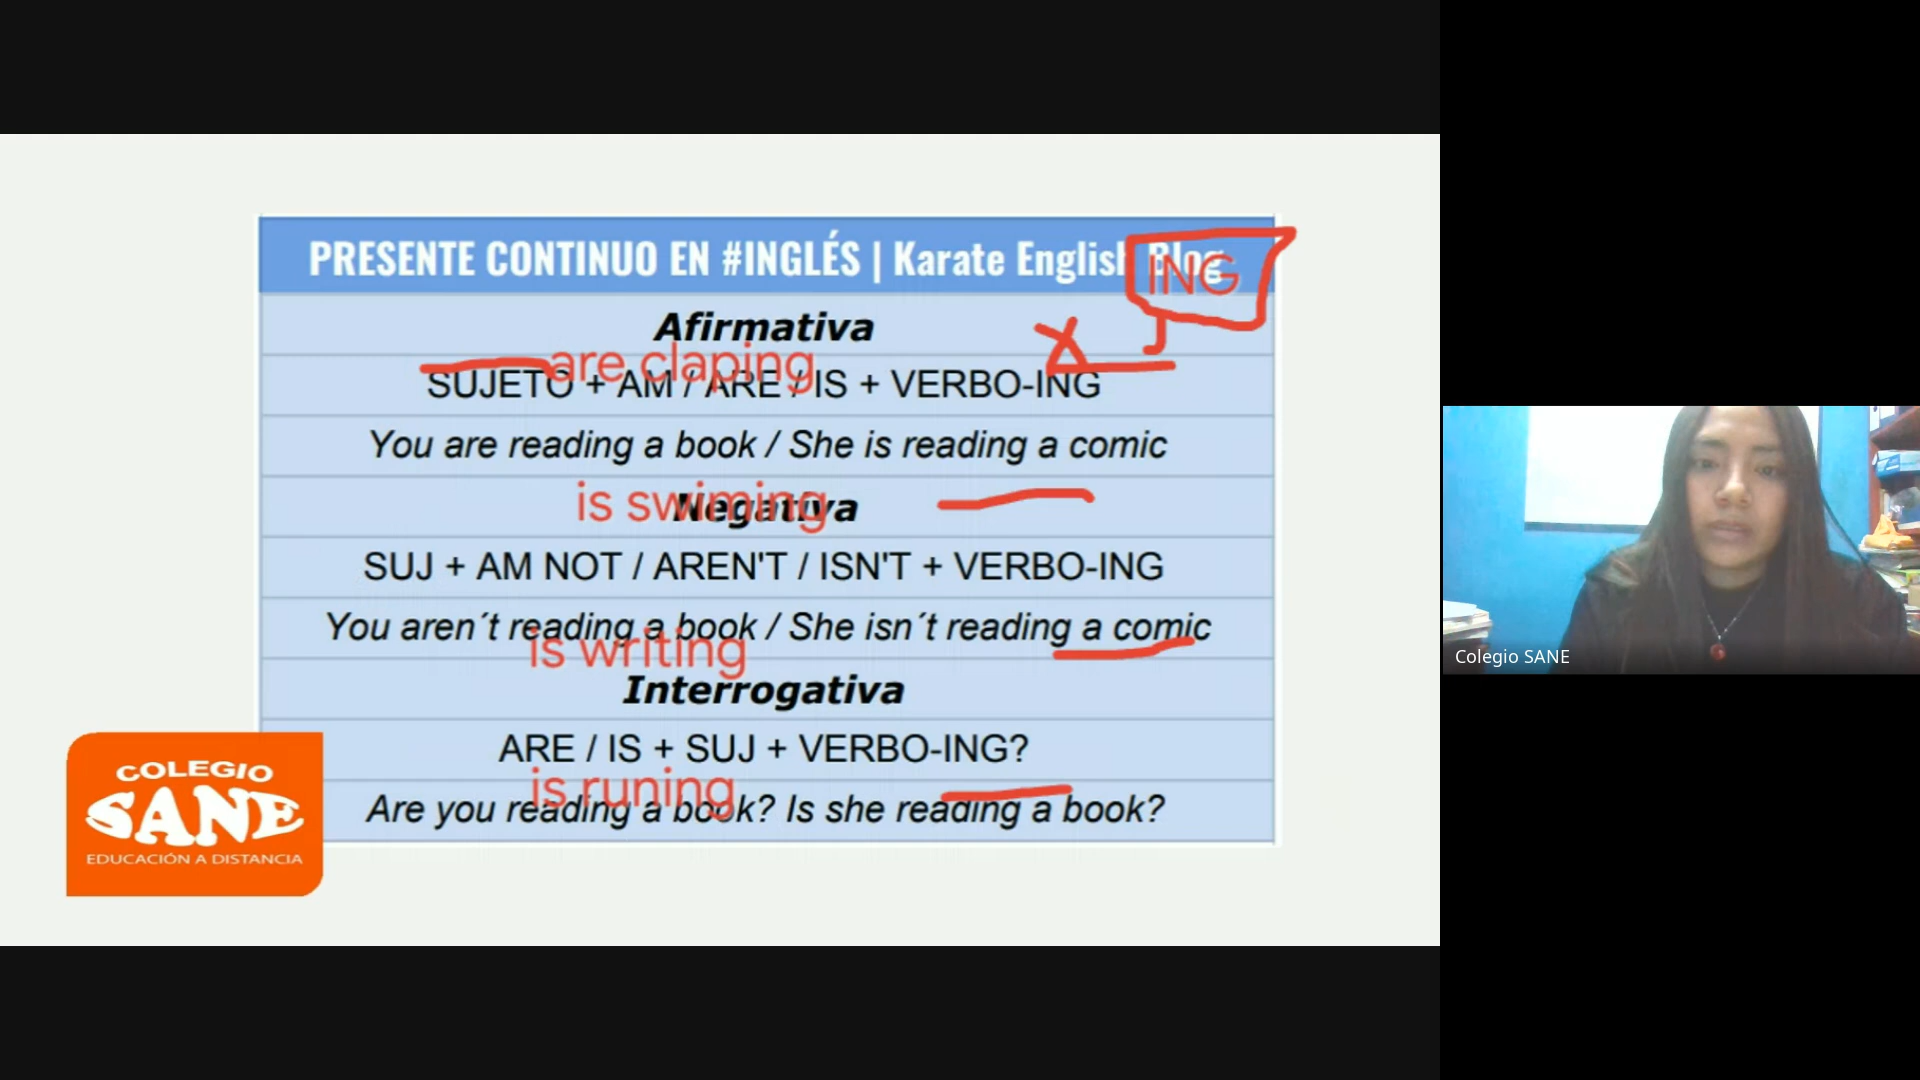 PRESENTE CONTINUO EN #INGLÉS | Karate English Blog
ING
Afirmativa
are claping
SUJETO + AM / ARE / IS + VERBO-ING
You are reading a book / She is reading a comic
is swiming
Negativa
SUJ + AM NOT / AREN'T / ISN'T + VERBO-ING
You aren´t reading a book / She isn´t reading a comic
is writing
Interrogativa
ARE / IS + SUJ + VERBO-ING?
is runing
Are you reading a book? Is she reading a book?
COLEGIO
SANE
EDUCACIÓN A DISTANCIA
Colegio SANE